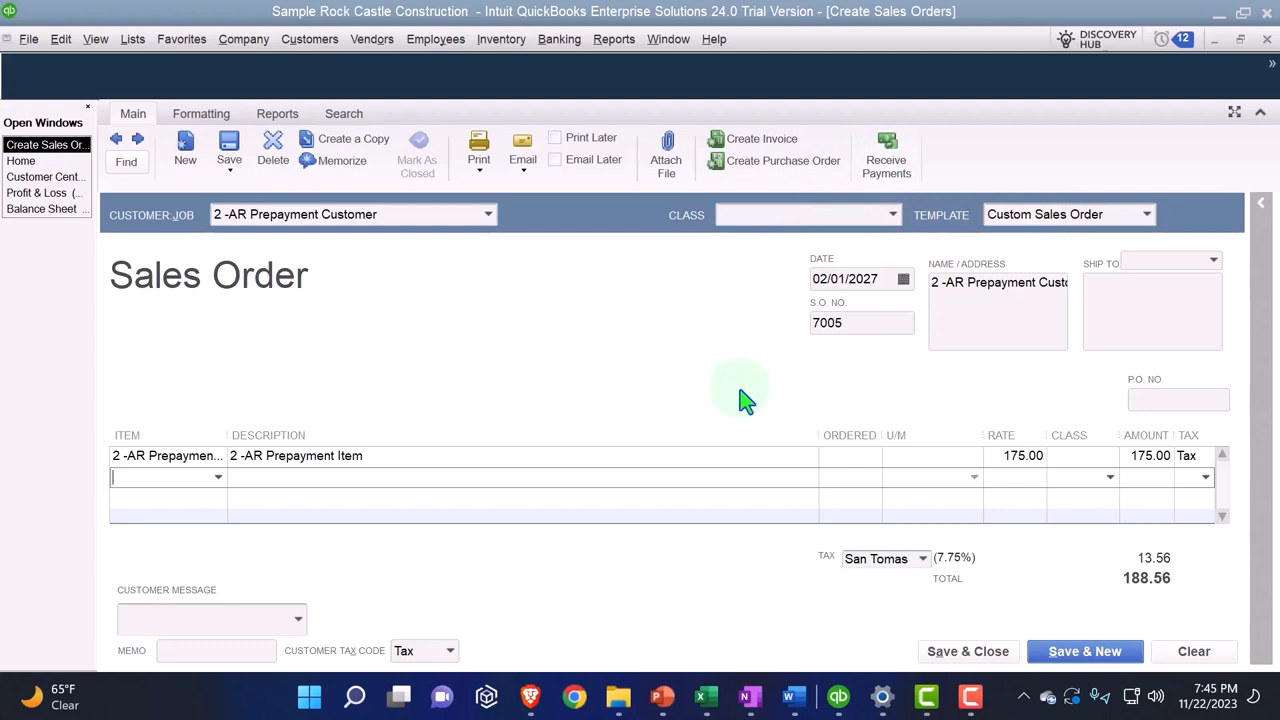 Sample Rock Castle Construction - Intuit QuickBooks Enterprise Solutions 24.0 Trial Version - [Create Sales Orders]
File Edit View Lists Favorites Company Customers Vendors Employees Inventory Banking Reports Window Help
DISCOVERY HUB 12
Open Windows
Create Sales Or...
Home
Customer Cent...
Profit & Loss (...
Balance Sheet ...
Main Formatting Reports Search
Find New Save Delete Create a Copy Memorize Mark As Closed Print Email Print Later Email Later Attach File Create Invoice Create Purchase Order Receive Payments
CUSTOMER:JOB 2 -AR Prepayment Customer CLASS TEMPLATE Custom Sales Order
Sales Order
DATE NAME / ADDRESS SHIP TO
02/01/2027 2 -AR Prepayment Custo
S.O. NO.
7005
P.O. NO.
ITEM DESCRIPTION ORDERED U/M RATE CLASS AMOUNT TAX
2 -AR Prepaymen... 2 -AR Prepayment Item 175.00 175.00 Tax
TAX San Tomas (7.75%) 13.56
TOTAL 188.56
CUSTOMER MESSAGE
MEMO CUSTOMER TAX CODE Tax Save & Close Save & New Clear
65°F
Clear
7:45 PM
11/22/2023